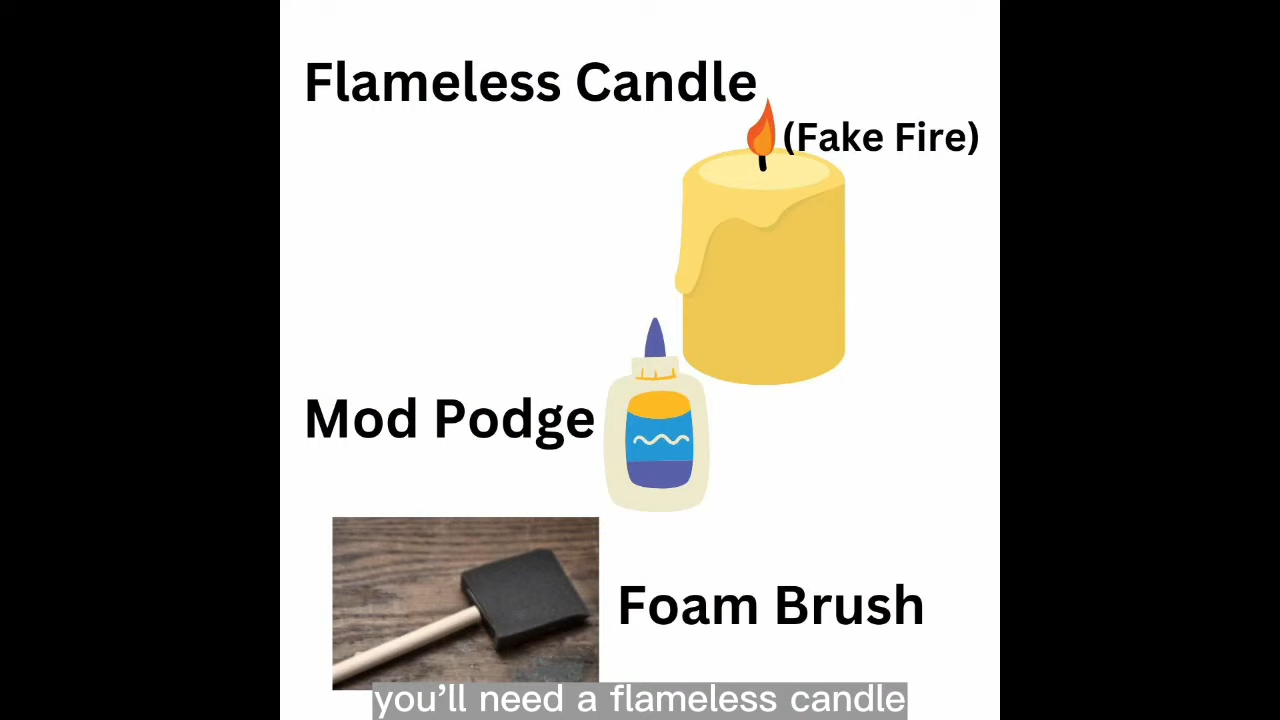 Flameless Candle
(Fake Fire)
Mod Podge
Foam Brush
you’ll need a flameless candle